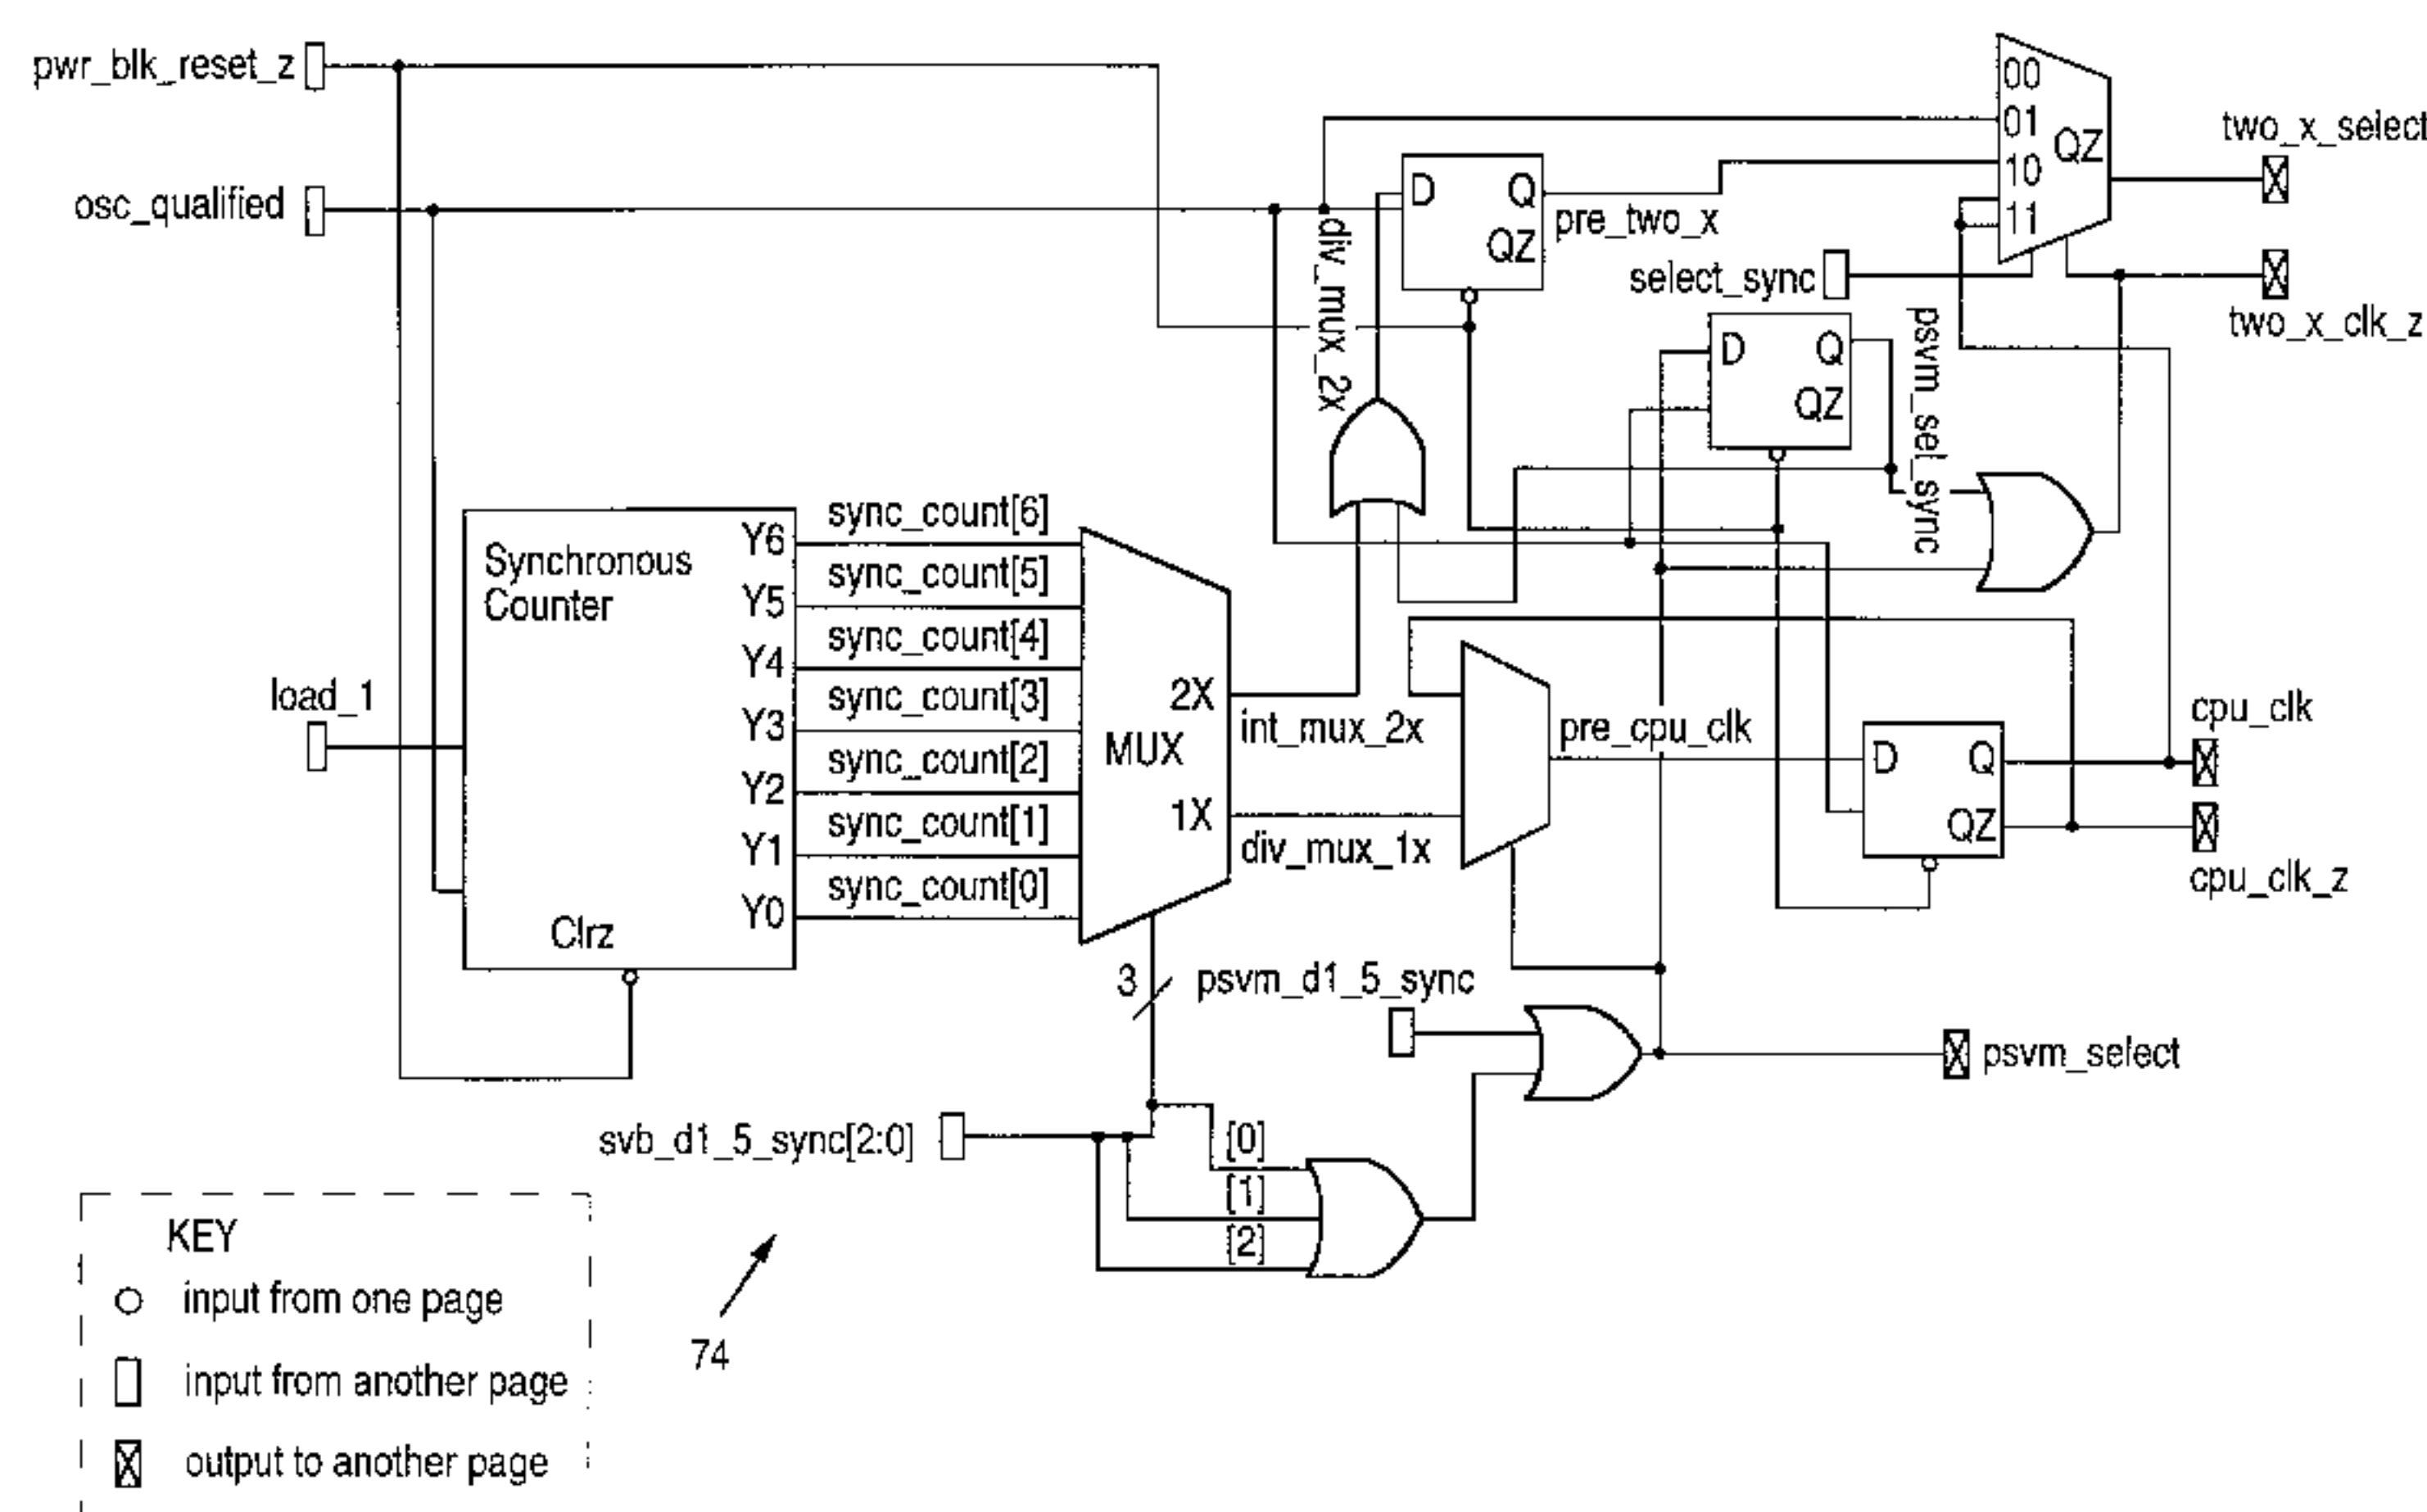 pwr_blk_reset_z
osc_qualified
load_1
Synchronous
Counter
Clrz
Y6
Y5
Y4
Y3
Y2
Y1
Y0
sync_count[6]
sync_count[5]
sync_count[4]
sync_count[3]
sync_count[2]
sync_count[1]
sync_count[0]
MUX
2X
1X
int_mux_2x
div_mux_1x
div_mux_2x
D
Q
QZ
pre_two_x
00
01
10
11
QZ
two_x_select
select_sync
two_x_clk_z
D
Q
QZ
psvm_sel_sync
pre_cpu_clk
D
Q
QZ
cpu_clk
cpu_clk_z
3
psvm_d1_5_sync
psvm_select
svb_d1_5_sync[2:0]
[0]
[1]
[2]
74
KEY
input from one page
input from another page
output to another page